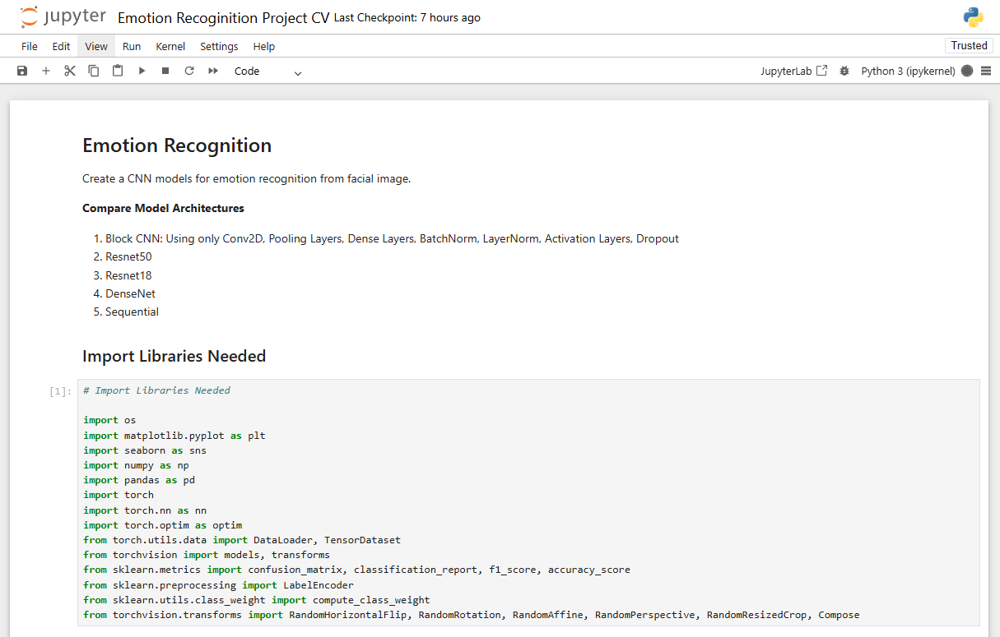 jupyter Emotion Recoginition Project CV Last Checkpoint: 7 hours ago
File Edit View Run Kernel Settings Help Trusted
Code JupyterLab Python 3 (ipykernel)
Emotion Recognition
Create a CNN models for emotion recognition from facial image.
Compare Model Architectures
1. Block CNN: Using only Conv2D, Pooling Layers, Dense Layers, BatchNorm, LayerNorm, Activation Layers, Dropout
2. Resnet50
3. Resnet18
4. DenseNet
5. Sequential
Import Libraries Needed
[1]: # Import Libraries Needed
import os
import matplotlib.pyplot as plt
import seaborn as sns
import numpy as np
import pandas as pd
import torch
import torch.nn as nn
import torch.optim as optim
from torch.utils.data import DataLoader, TensorDataset
from torchvision import models, transforms
from sklearn.metrics import confusion_matrix, classification_report, f1_score, accuracy_score
from sklearn.preprocessing import LabelEncoder
from sklearn.utils.class_weight import compute_class_weight
from torchvision.transforms import RandomHorizontalFlip, RandomRotation, RandomAffine, RandomPerspective, RandomResizedCrop, Compose